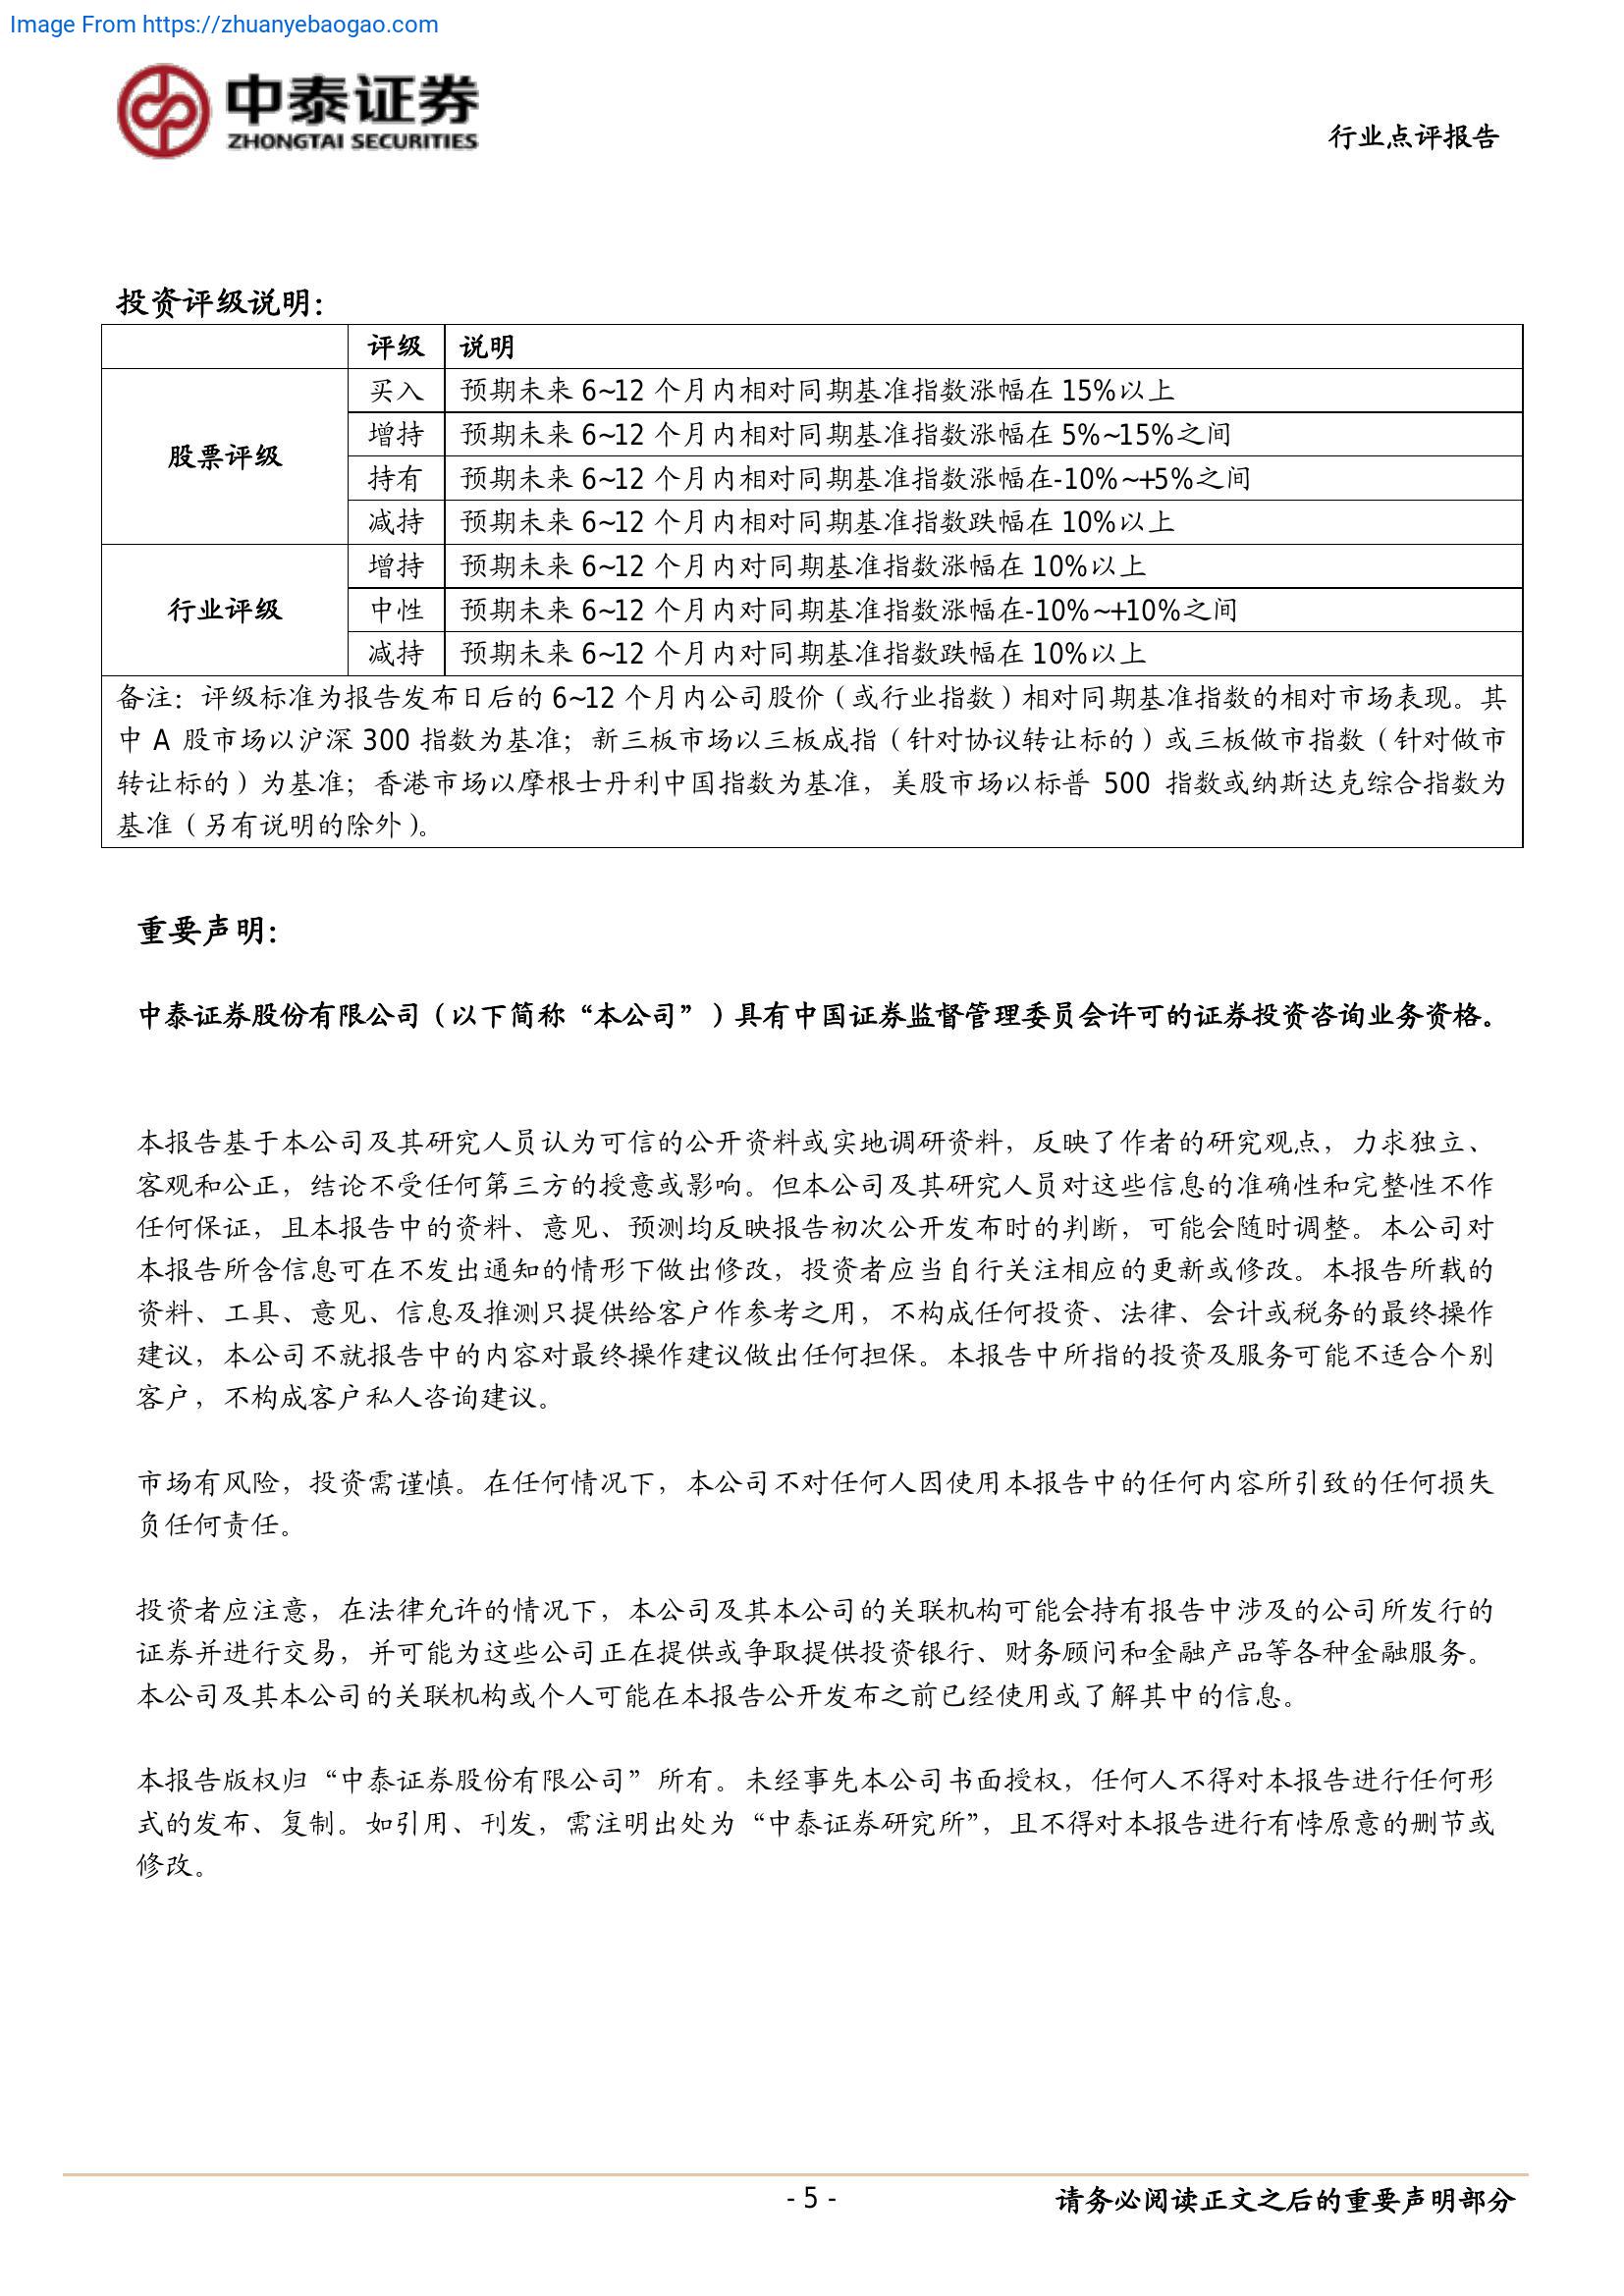 Image From https://zhuanyebaogao.com
中泰证券
ZHONGTAI SECURITIES
行业点评报告
投资评级说明：
评级 说明
股票评级
买入 预期未来 6~12 个月内相对同期基准指数涨幅在 15%以上
增持 预期未来 6~12 个月内相对同期基准指数涨幅在 5%~15%之间
持有 预期未来 6~12 个月内相对同期基准指数涨幅在-10%~+5%之间
减持 预期未来 6~12 个月内相对同期基准指数跌幅在 10%以上
行业评级
增持 预期未来 6~12 个月内对同期基准指数涨幅在 10%以上
中性 预期未来 6~12 个月内对同期基准指数涨幅在-10%~+10%之间
减持 预期未来 6~12 个月内对同期基准指数跌幅在 10%以上
备注：评级标准为报告发布日后的 6~12 个月内公司股价（或行业指数）相对同期基准指数的相对市场表现。其
中 A 股市场以沪深 300 指数为基准；新三板市场以三板成指（针对协议转让标的）或三板做市指数（针对做市
转让标的）为基准；香港市场以摩根士丹利中国指数为基准，美股市场以标普 500 指数或纳斯达克综合指数为
基准（另有说明的除外）。
重要声明：
中泰证券股份有限公司（以下简称“本公司”）具有中国证券监督管理委员会许可的证券投资咨询业务资格。
本报告基于本公司及其研究人员认为可信的公开资料或实地调研资料，反映了作者的研究观点，力求独立、
客观和公正，结论不受任何第三方的授意或影响。但本公司及其研究人员对这些信息的准确性和完整性不作
任何保证，且本报告中的资料、意见、预测均反映报告初次公开发布时的判断，可能会随时调整。本公司对
本报告所含信息可在不发出通知的情形下做出修改，投资者应当自行关注相应的更新或修改。本报告所载的
资料、工具、意见、信息及推测只提供给客户作参考之用，不构成任何投资、法律、会计或税务的最终操作
建议，本公司不就报告中的内容对最终操作建议做出任何担保。本报告中所指的投资及服务可能不适合个别
客户，不构成客户私人咨询建议。
市场有风险，投资需谨慎。在任何情况下，本公司不对任何人因使用本报告中的任何内容所引致的任何损失
负任何责任。
投资者应注意，在法律允许的情况下，本公司及其本公司的关联机构可能会持有报告中涉及的公司所发行的
证券并进行交易，并可能为这些公司正在提供或争取提供投资银行、财务顾问和金融产品等各种金融服务。
本公司及其本公司的关联机构或个人可能在本报告公开发布之前已经使用或了解其中的信息。
本报告版权归“中泰证券股份有限公司”所有。未经事先本公司书面授权，任何人不得对本报告进行任何形
式的发布、复制。如引用、刊发，需注明出处为“中泰证券研究所”，且不得对本报告进行有悖原意的删节或
修改。
- 5 -
请务必阅读正文之后的重要声明部分